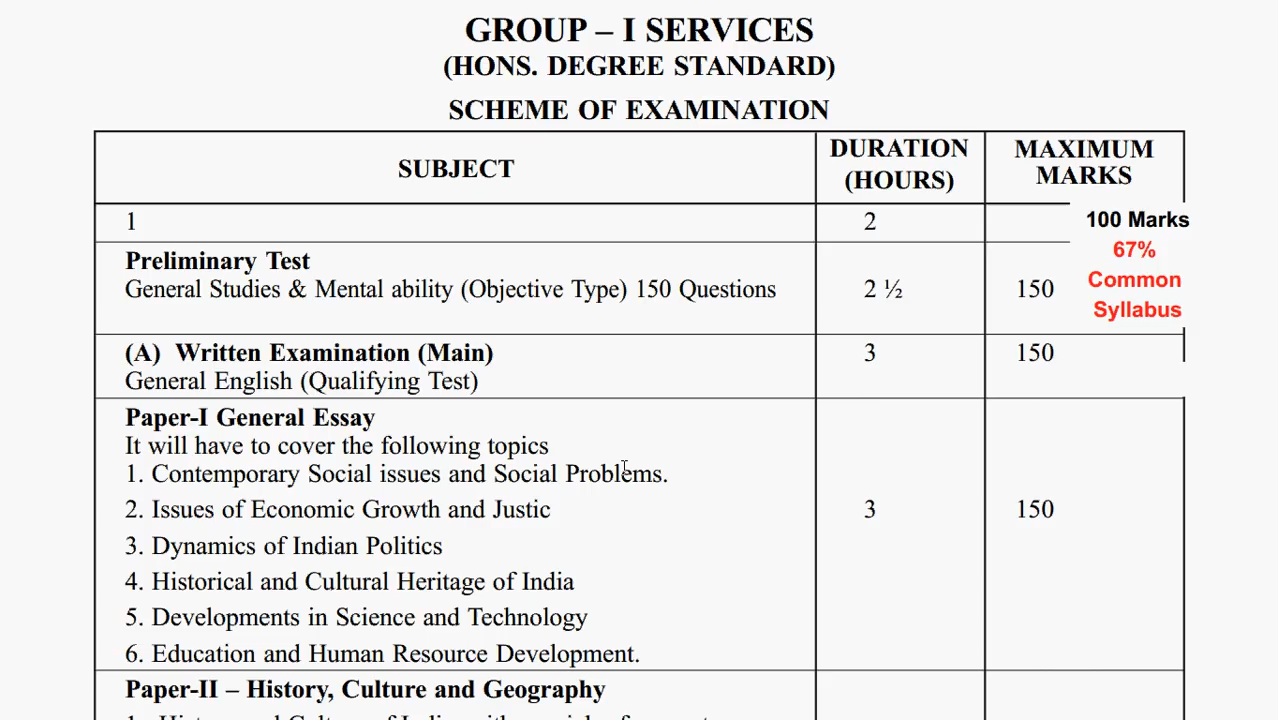 GROUP – I SERVICES
(HONS. DEGREE STANDARD)
SCHEME OF EXAMINATION
SUBJECT
DURATION
(HOURS)
MAXIMUM
MARKS
1
2
100 Marks
67%
Common
Syllabus
Preliminary Test
General Studies & Mental ability (Objective Type) 150 Questions
2 ½
150
(A) Written Examination (Main)
General English (Qualifying Test)
3
150
Paper-I General Essay
It will have to cover the following topics
1. Contemporary Social issues and Social Problems.
2. Issues of Economic Growth and Justic
3
150
3. Dynamics of Indian Politics
4. Historical and Cultural Heritage of India
5. Developments in Science and Technology
6. Education and Human Resource Development.
Paper-II – History, Culture and Geography